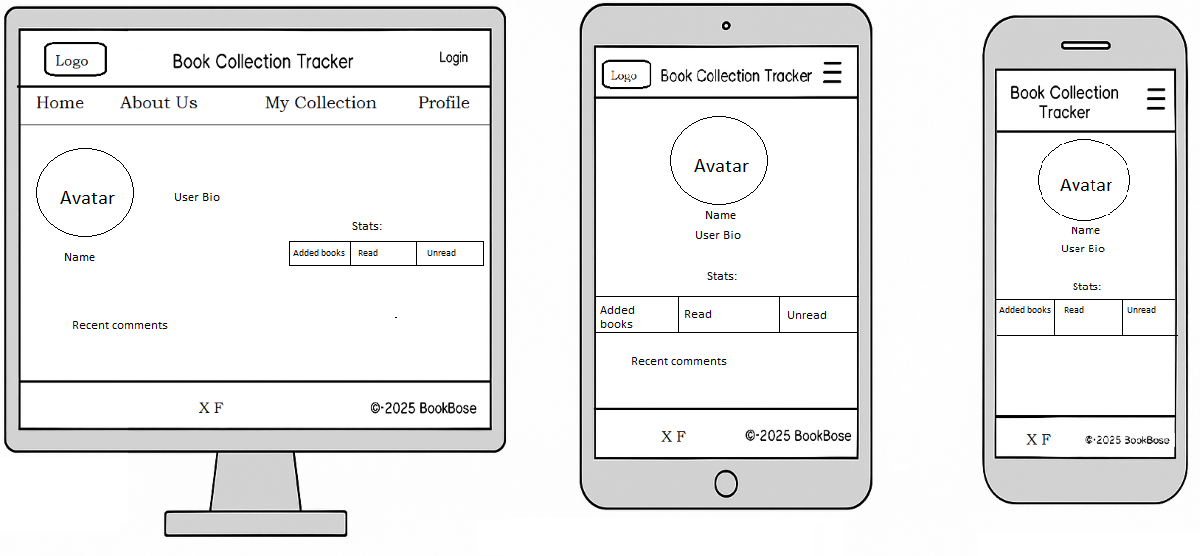 Logo
Book Collection Tracker
Login
Home About Us My Collection Profile
Avatar
User Bio
Stats:
Added books Read Unread
Name
Recent comments
X F
©-2025 BookBose
Logo
Book Collection Tracker
Avatar
Name
User Bio
Stats:
Added
books
Read
Unread
Recent comments
X F
©-2025 BookBose
Book Collection
Tracker
Avatar
Name
User Bio
Stats:
Added books Read Unread
X F
©-2025 BookBose